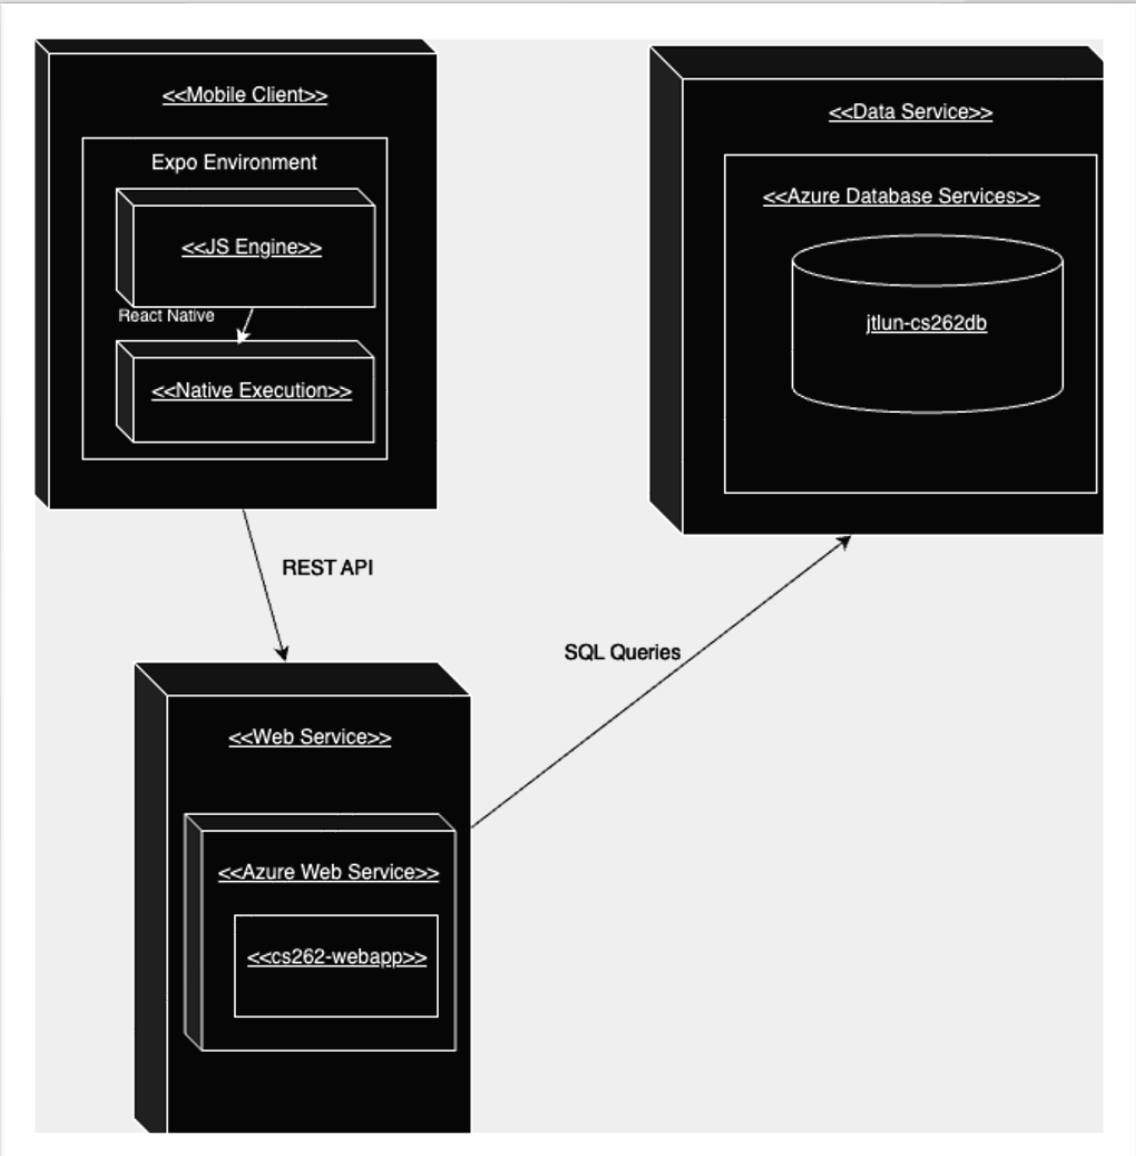 <<Mobile Client>>
Expo Environment
<<JS Engine>>
React Native
<<Native Execution>>
<<Data Service>>
<<Azure Database Services>>
jtlun-cs262db
REST API
SQL Queries
<<Web Service>>
<<Azure Web Service>>
<<cs262-webapp>>